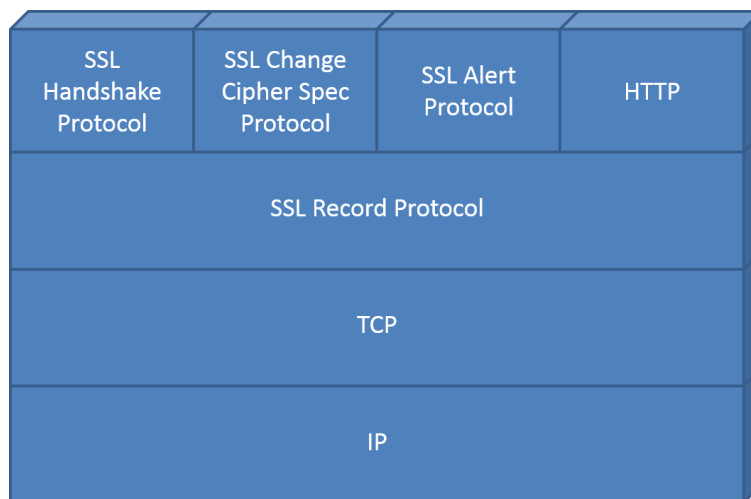 SSL
Handshake
Protocol
SSL Change
Cipher Spec
Protocol
SSL Alert
Protocol
HTTP
SSL Record Protocol
TCP
IP